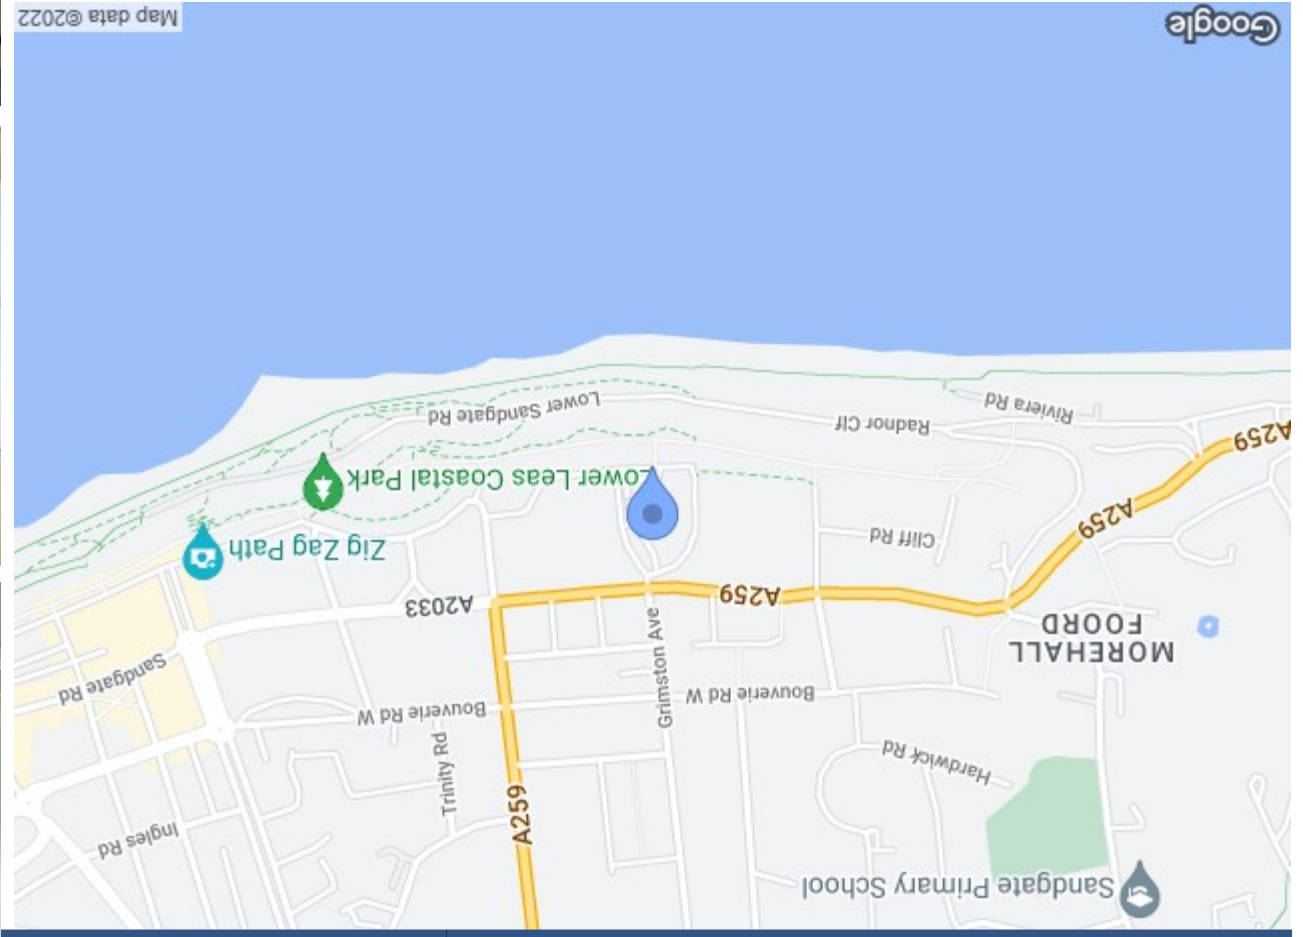 Sandgate Primary School
Ingles Rd
A259
Trinity Rd
Hardwick Rd
Sandgate Rd
Bouverie Rd W
Grimston Ave
Bouverie Rd W
MOREHALL
FOORD
A2033
A259
A259
A259
Zig Zag Path
Cliff Rd
Lower Leas Coastal Park
Lower Sandgate Rd
Radnor Clf
Riviera Rd
Google
Map data ©2022